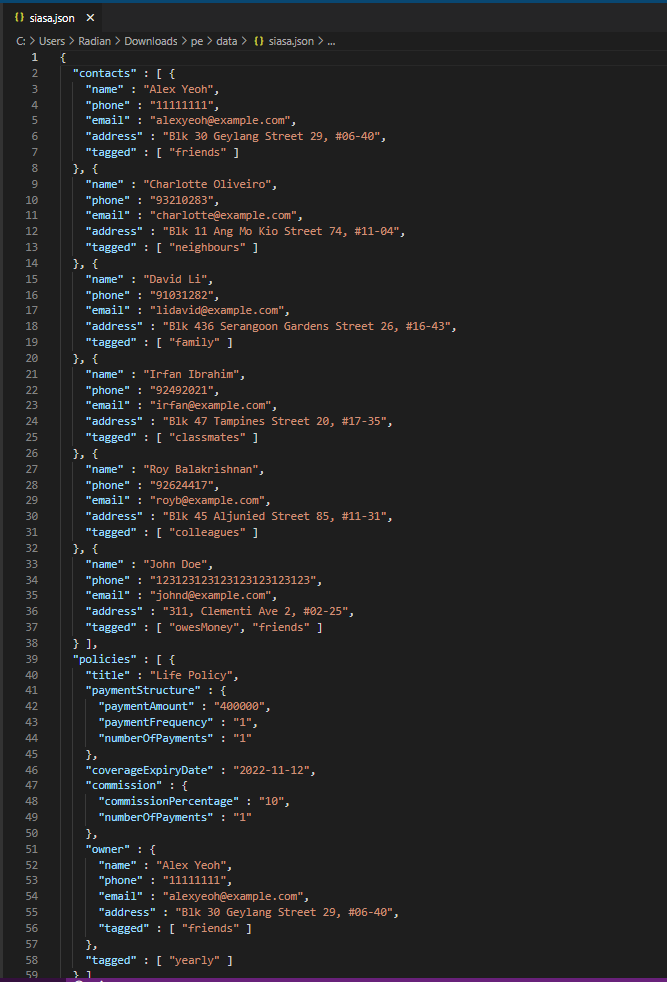 siasa.json
C: > Users > Radian > Downloads > pe > data > {} siasa.json > ...
1 {
2 "contacts" : [ {
3 "name" : "Alex Yeoh",
4 "phone" : "11111111",
5 "email" : "alexyeoh@example.com",
6 "address" : "Blk 30 Geylang Street 29, #06-40",
7 "tagged" : [ "friends" ]
8 }, {
9 "name" : "Charlotte Oliveiro",
10 "phone" : "93210283",
11 "email" : "charlotte@example.com",
12 "address" : "Blk 11 Ang Mo Kio Street 74, #11-04",
13 "tagged" : [ "neighbours" ]
14 }, {
15 "name" : "David Li",
16 "phone" : "91031282",
17 "email" : "lidavid@example.com",
18 "address" : "Blk 436 Serangoon Gardens Street 26, #16-43",
19 "tagged" : [ "family" ]
20 }, {
21 "name" : "Irfan Ibrahim",
22 "phone" : "92492021",
23 "email" : "irfan@example.com",
24 "address" : "Blk 47 Tampines Street 20, #17-35",
25 "tagged" : [ "classmates" ]
26 }, {
27 "name" : "Roy Balakrishnan",
28 "phone" : "92624417",
29 "email" : "royb@example.com",
30 "address" : "Blk 45 Aljunied Street 85, #11-31",
31 "tagged" : [ "colleagues" ]
32 }, {
33 "name" : "John Doe",
34 "phone" : "123123123123123123123123",
35 "email" : "johnd@example.com",
36 "address" : "311, Clementi Ave 2, #02-25",
37 "tagged" : [ "owesMoney", "friends" ]
38 } ],
39 "policies" : [ {
40 "title" : "Life Policy",
41 "paymentStructure" : {
42 "paymentAmount" : "400000",
43 "paymentFrequency" : "1",
44 "numberOfPayments" : "1"
45 },
46 "coverageExpiryDate" : "2022-11-12",
47 "commission" : {
48 "commissionPercentage" : "10",
49 "numberOfPayments" : "1"
50 },
51 "owner" : {
52 "name" : "Alex Yeoh",
53 "phone" : "11111111",
54 "email" : "alexyeoh@example.com",
55 "address" : "Blk 30 Geylang Street 29, #06-40",
56 "tagged" : [ "friends" ]
57 },
58 "tagged" : [ "yearly" ]
59 } ]